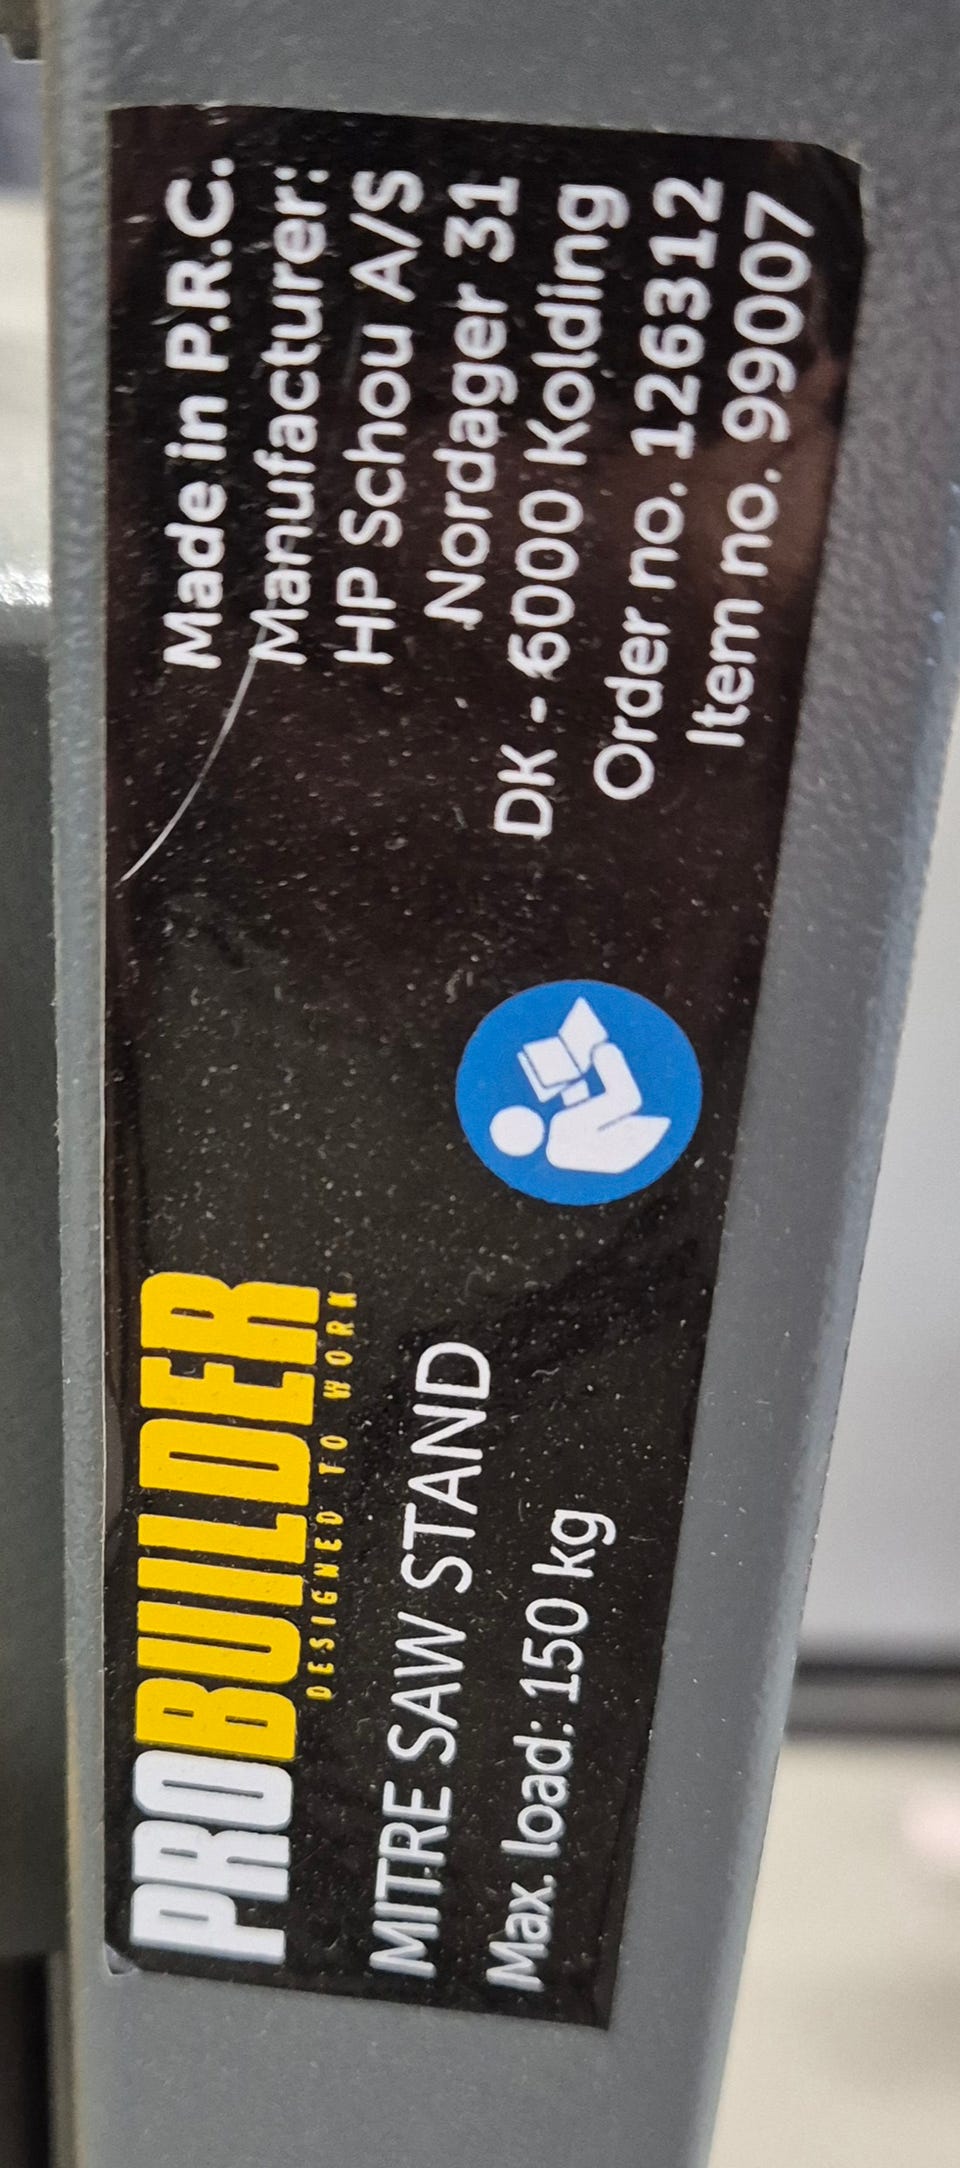 PROBUILDER
DESIGNED TO WORK
MITRE SAW STAND
Max. load: 150 kg
Made in P.R.C.
Manufacturer:
HP Schou A/S
Nordager 31
DK - 6000 Kolding
Order no. 126312
Item no. 99007